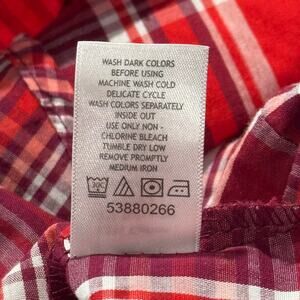 WASH DARK COLORS
BEFORE USING
MACHINE WASH COLD
DELICATE CYCLE
WASH COLORS SEPARATELY
INSIDE OUT
USE ONLY NON -
CHLORINE BLEACH
TUMBLE DRY LOW
REMOVE PROMPTLY
MEDIUM IRON
53880266